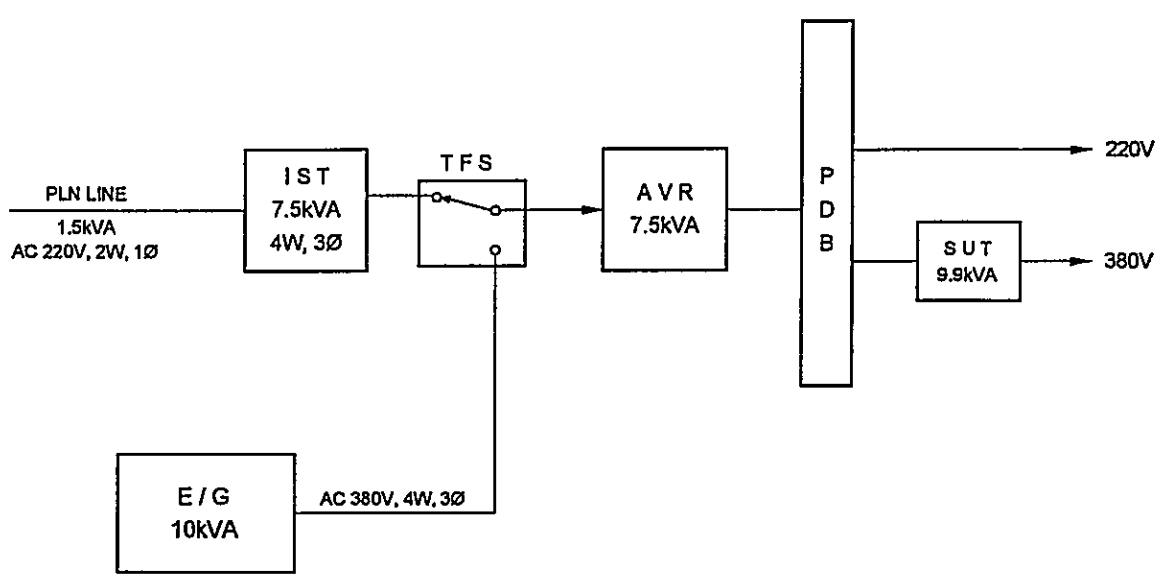 PLN LINE
1.5kVA
AC 220V, 2W, 1Ø
I S T
7.5kVA
4W, 3Ø
T F S
A V R
7.5kVA
P
D
B
220V
S U T
9.9kVA
380V
E / G
10kVA
AC 380V, 4W, 3Ø